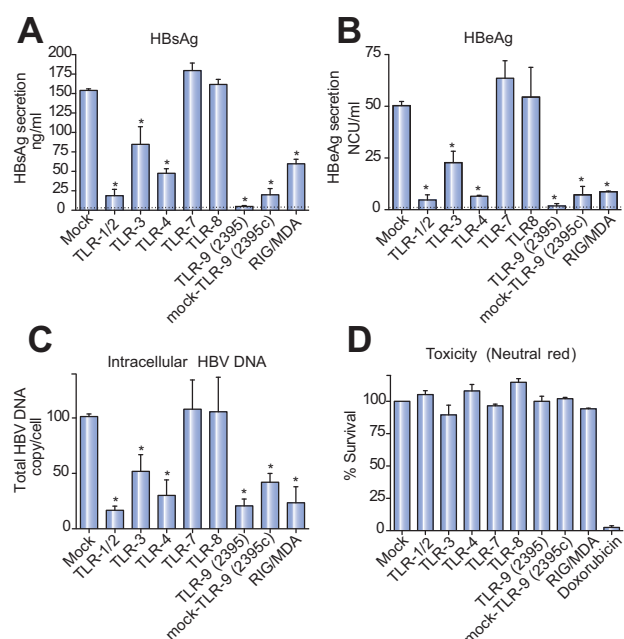 A
HBsAg
HBsAg secretion
ng/ml
200
175
150
125
100
75
50
25
0
* * * * * *
Mock
TLR-1/2
TLR-3
TLR-4
TLR-7
TLR-8
TLR-9 (2395)
mock-TLR-9 (2395c)
RIG/MDA
B
HBeAg
HBeAg secretion
NCU/ml
75
50
25
0
* * * * * *
Mock
TLR-1/2
TLR-3
TLR-4
TLR-7
TLR8
TLR-9 (2395)
mock-TLR-9 (2395c)
RIG/MDA
C
Intracellular HBV DNA
Total HBV DNA
copy/cell
100
50
0
* * * * * *
Mock
TLR-1/2
TLR-3
TLR-4
TLR-7
TLR-8
TLR-9 (2395)
mock-TLR-9 (2395c)
RIG/MDA
D
Toxicity (Neutral red)
% Survival
100
75
50
25
0
Mock
TLR-1/2
TLR-3
TLR-4
TLR-7
TLR-8
TLR-9 (2395)
mock-TLR-9 (2395c)
RIG/MDA
Doxorubicin